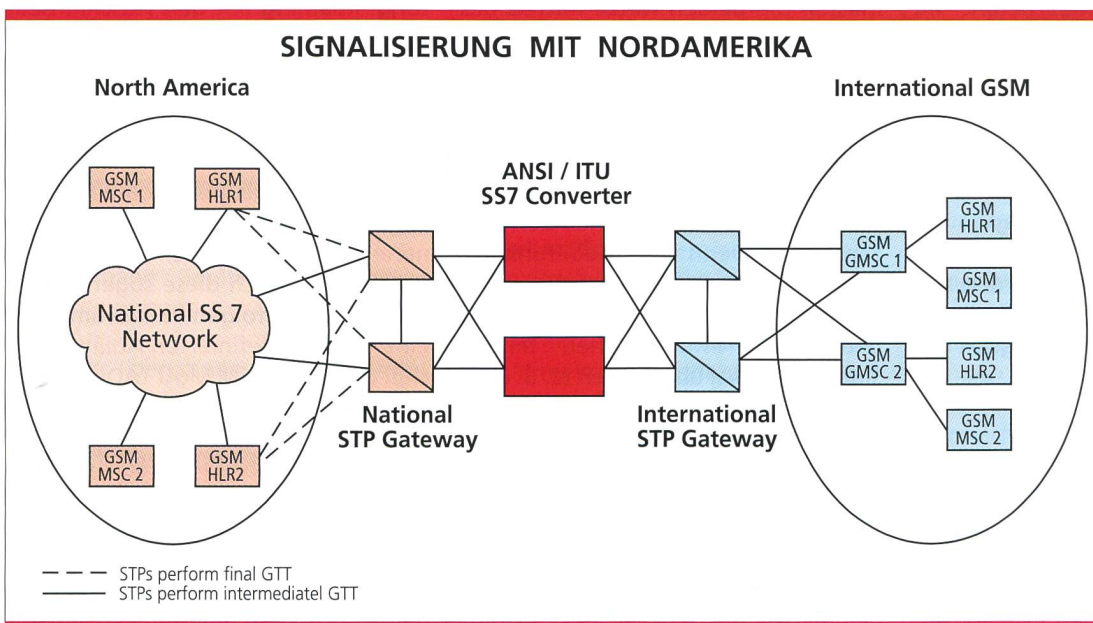 SIGNALISIERUNG MIT NORDAMERIKA
North America
International GSM
GSM
MSC 1
GSM
HLR1
National SS 7
Network
GSM
MSC 2
GSM
HLR2
ANSI / ITU
SS7 Converter
National
STP Gateway
International
STP Gateway
GSM
GMSC 1
GSM
HLR1
GSM
MSC 1
GSM
GMSC 2
GSM
HLR2
GSM
MSC 2
STPs perform final GTT
STPs perform intermediatel GTT